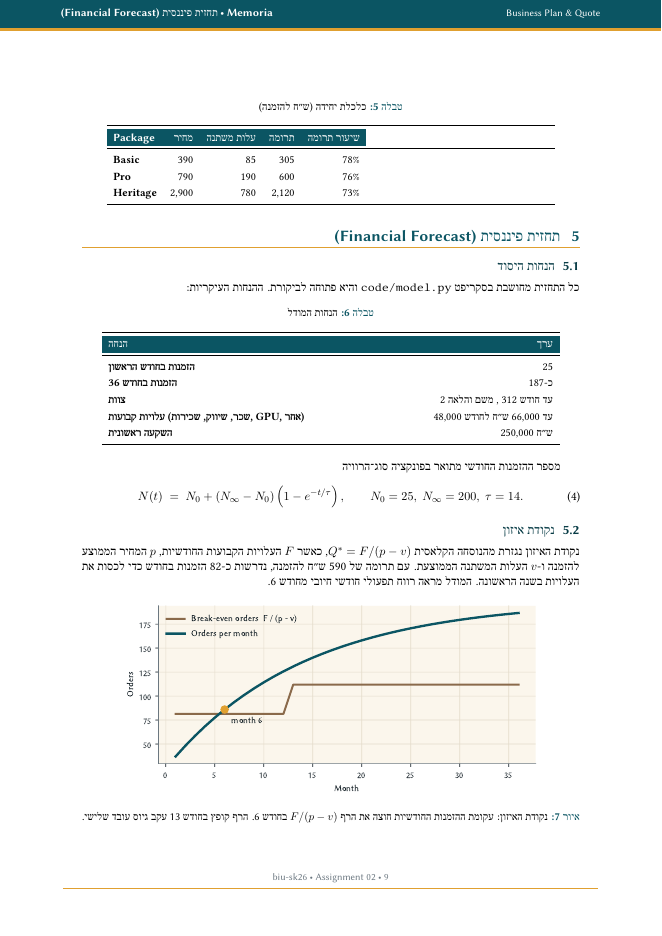 תחזית פיננסית (Financial Forecast) • Memoria
Business Plan & Quote
טבלה 5: כלכלת יחידה (ש״ח להזמנה)
Package מחיר עלות משתנה תרומה שיעור תרומה
Basic 390 85 305 78%
Pro 790 190 600 76%
Heritage 2,900 780 2,120 73%
5 תחזית פיננסית (Financial Forecast)
5.1 הנחות היסוד
כל התחזית מחושבת בסקריפט code/model.py והיא פתוחה לביקורת. ההנחות העיקריות:
טבלה 6: הנחות המודל
הנחה ערך
הזמנות בחודש הראשון 25
הזמנות בחודש 36 כ-187
צוות 2 עד חודש 312 , משם והלאה
עלויות קבועות (שכר, שיווק, שכירות, GPU, אחר) 48,000 עד 66,000 ש״ח לחודש
השקעה ראשונית 250,000 ש״ח
מספר ההזמנות החודשי מתואר בפונקציה סוג־הרוויה
N(t) = N₀ + (N∞ − N₀) (1 − e^{−t/τ}), N₀ = 25, N∞ = 200, τ = 14. (4)
5.2 נקודת איזון
נקודת האיזון נגזרת מהנוסחה הקלאסית Q* = F/(p − v), כאשר F העלויות הקבועות החודשיות, p המחיר הממוצע
להזמנה ו-v העלות המשתנה הממוצעת. עם תרומה של 590 ש״ח להזמנה, נדרשות כ-82 הזמנות בחודש כדי לכסות את
העלויות בשנה הראשונה. המודל מראה רווח תפעולי חודשי חיובי מחודש 6.
Break-even orders F / (p - v)
Orders per month
175
150
125
100
75
50
Orders
month 6
0 5 10 15 20 25 30 35
Month
איור 7: נקודת האיזון: עקומת ההזמנות החודשיות חוצה את הרף F/(p − v) בחודש 6. הרף קופץ בחודש 13 עקב גיוס עובד שלישי.
biu-sk26 • Assignment 02 • 9